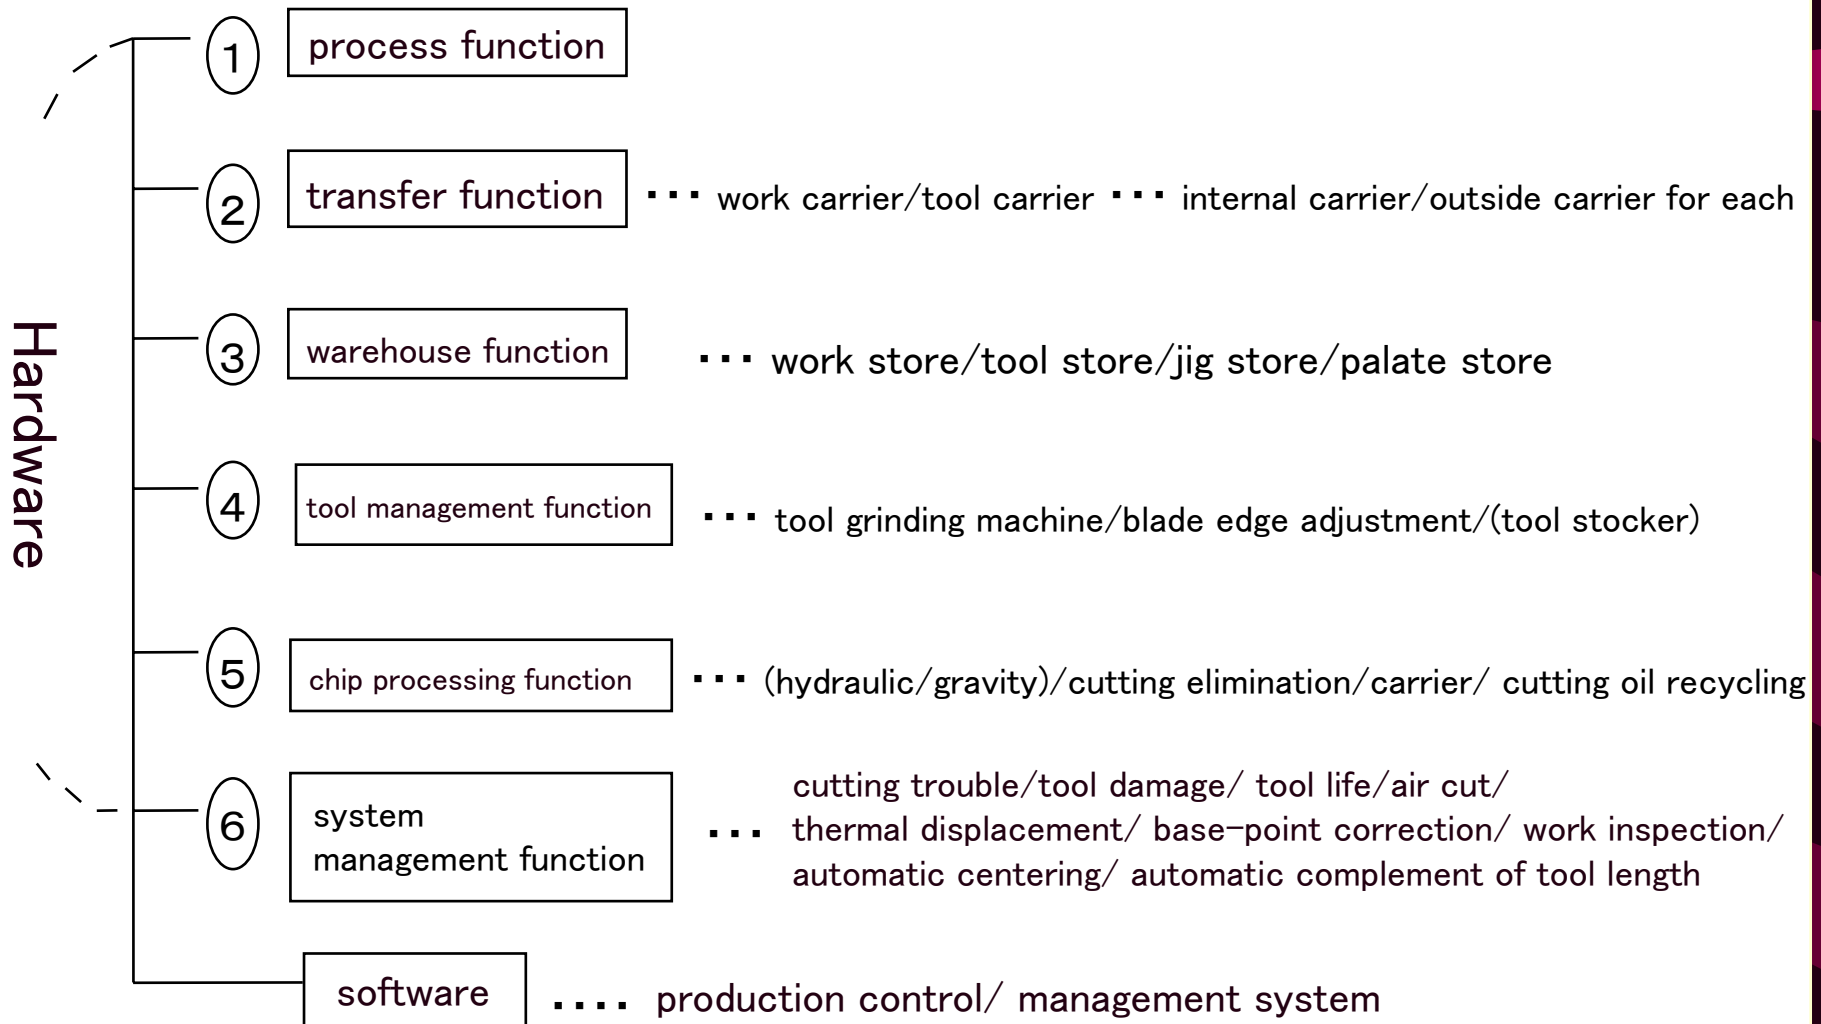 Hardware
1 process function
2 transfer function ・・・ work carrier/tool carrier ・・・ internal carrier/outside carrier for each
3 warehouse function ・・・ work store/tool store/jig store/palate store
4 tool management function ・・・ tool grinding machine/blade edge adjustment/(tool stocker)
5 chip processing function ・・・ (hydraulic/gravity)/cutting elimination/carrier/ cutting oil recycling
6 system
management function ・・・
cutting trouble/tool damage/ tool life/air cut/
thermal displacement/ base-point correction/ work inspection/
automatic centering/ automatic complement of tool length
software ・・・・ production control/ management system